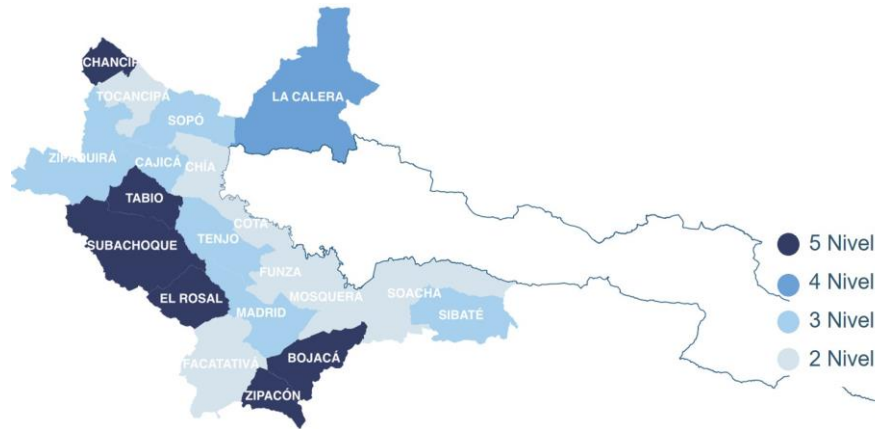 CHANCIP
TOCANCIPÁ
LA CALERA
SOPÓ
ZIPAQUIRÁ
CAJICÁ
CHÍA
TABIO
COTA
TENJO
SUBACHOQUE
FUNZA
EL ROSAL
MOSQUERA
SOACHA
MADRID
SIBATÉ
BOJACÁ
FACATATIVÁ
ZIPACÓN
5 Nivel
4 Nivel
3 Nivel
2 Nivel